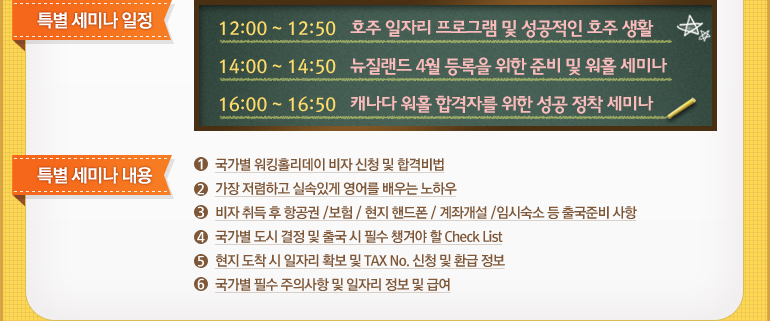 특별 세미나 일정
12:00 ~ 12:50 호주 일자리 프로그램 및 성공적인 호주 생활
14:00 ~ 14:50 뉴질랜드 4월 등록을 위한 준비 및 워홀 세미나
16:00 ~ 16:50 캐나다 워홀 합격자를 위한 성공 정착 세미나
특별 세미나 내용
1 국가별 워킹홀리데이 비자 신청 및 합격비법
2 가장 저렴하고 실속있게 영어를 배우는 노하우
3 비자 취득 후 항공권 /보험 / 현지 핸드폰 / 계좌개설 /임시숙소 등 출국준비 사항
4 국가별 도시 결정 및 출국 시 필수 챙겨야 할 Check List
5 현지 도착 시 일자리 확보 및 TAX No. 신청 및 환급 정보
6 국가별 필수 주의사항 및 일자리 정보 및 급여